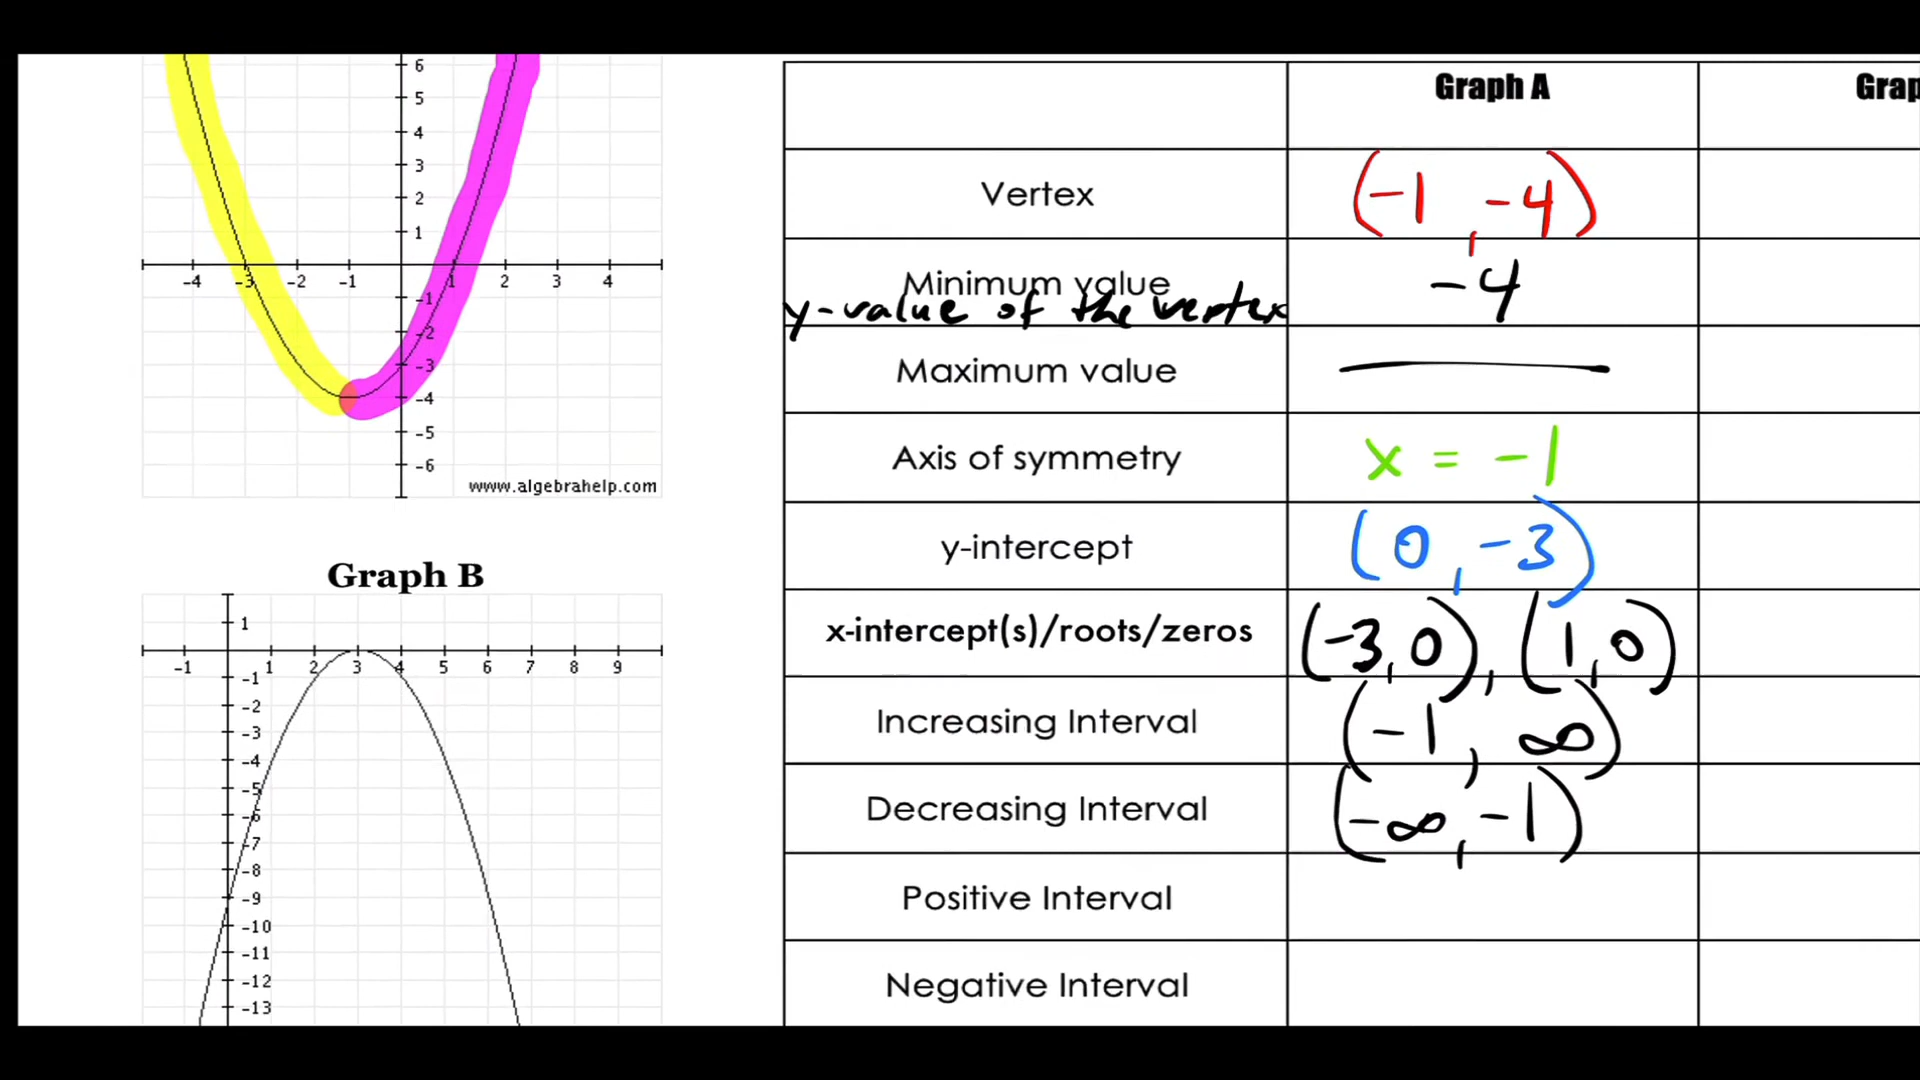 6
5
4
3
2
1
-4 -3 -2 -1 1 2 3 4
-1
-2
-3
-4
-5
-6
www.algebrahelp.com
Graph B
1
-1 1 2 3 4 5 6 7 8 9
-1
-2
-3
-4
-5
-6
-7
-8
-9
-10
-11
-12
-13
Graph A Grap
Vertex (-1, -4)
Minimum value -4
y-value of the vertex
Maximum value
Axis of symmetry x = -1
y-intercept (0, -3)
x-intercept(s)/roots/zeros (-3,0), (1,0)
Increasing Interval (-1, ∞)
Decreasing Interval (-∞, -1)
Positive Interval
Negative Interval